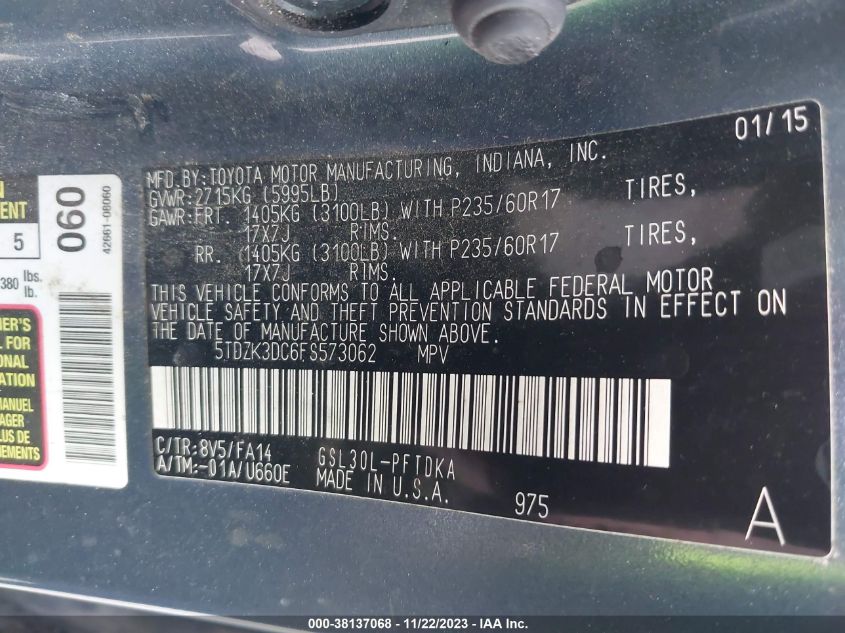 01/15
MFD.BY:TOYOTA MOTOR MANUFACTURING, INDIANA, INC.
GVWR:2715KG (5995LB)
GAWR:FRT. 1405KG (3100LB) WITH P235/60R17 TIRES,
17X7J RIMS.
RR. (1405KG (3100LB) WITH P235/60R17 TIRES,
17X7J RIMS.
THIS VEHICLE CONFORMS TO ALL APPLICABLE FEDERAL MOTOR
VEHICLE SAFETY AND THEFT PREVENTION STANDARDS IN EFFECT ON
THE DATE OF MANUFACTURE SHOWN ABOVE.
5TDZK3DC6FS573062 MPV
C/TR:8V5/FA14 GSL30L-PFTDKA
A/TM:-01A/U660E MADE IN U.S.A.
975
A
5
380 lbs.
lb.
060
42661-08060
MANUEL
000-38137068 - 11/22/2023 - IAA Inc.